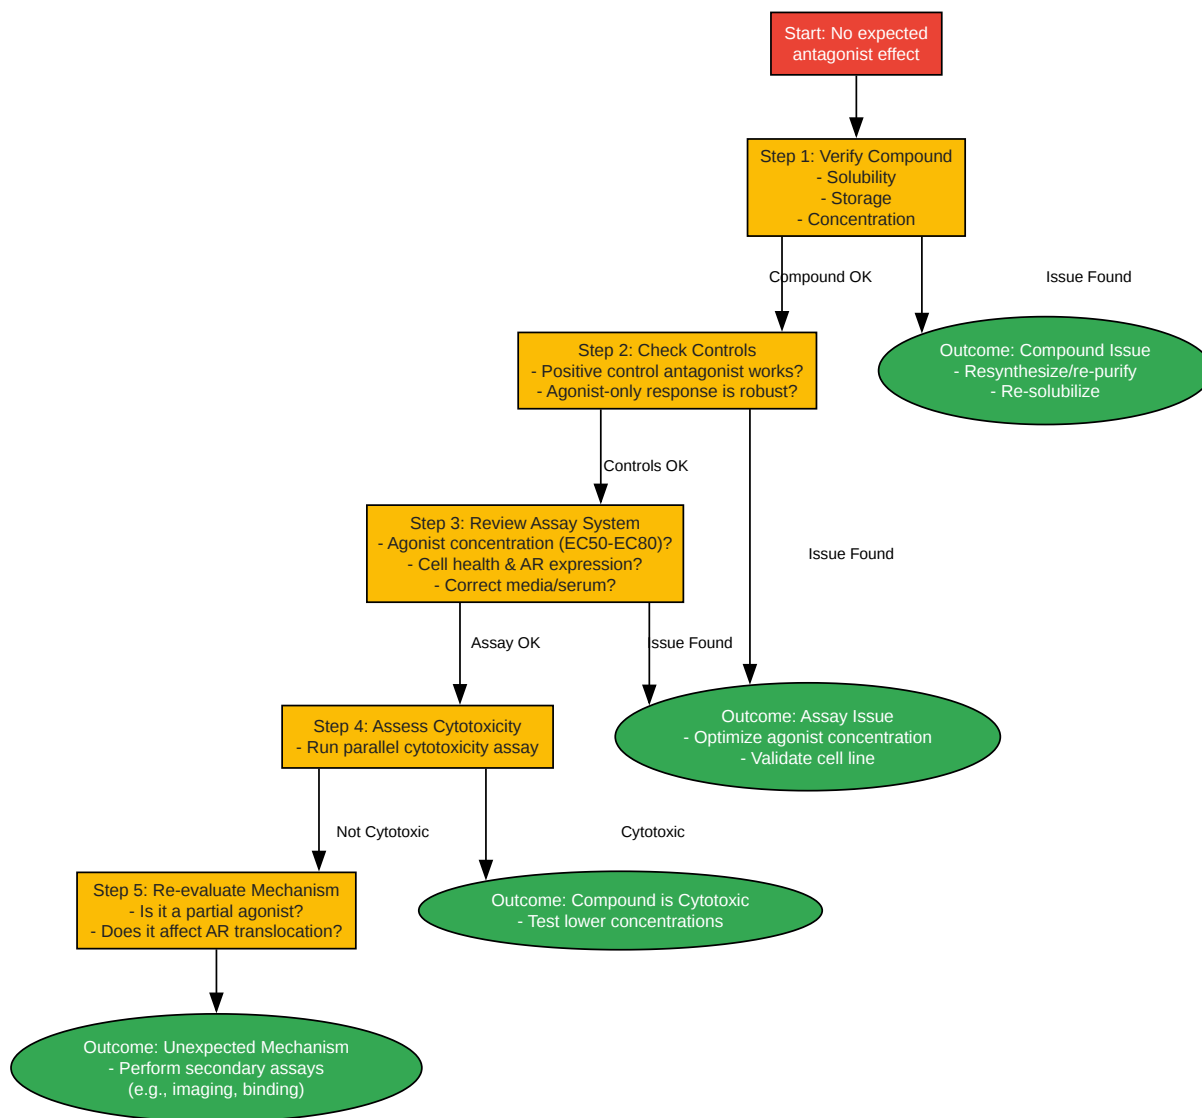 Start: No expected
antagonist effect
Step 1: Verify Compound
- Solubility
- Storage
- Concentration
Compound OK
Issue Found
Step 2: Check Controls
- Positive control antagonist works?
- Agonist-only response is robust?
Outcome: Compound Issue
- Resynthesize/re-purify
- Re-solubilize
Controls OK
Issue Found
Step 3: Review Assay System
- Agonist concentration (EC50-EC80)?
- Cell health & AR expression?
- Correct media/serum?
Assay OK
Issue Found
Step 4: Assess Cytotoxicity
- Run parallel cytotoxicity assay
Outcome: Assay Issue
- Optimize agonist concentration
- Validate cell line
Not Cytotoxic
Cytotoxic
Step 5: Re-evaluate Mechanism
- Is it a partial agonist?
- Does it affect AR translocation?
Outcome: Compound is Cytotoxic
- Test lower concentrations
Outcome: Unexpected Mechanism
- Perform secondary assays
(e.g., imaging, binding)